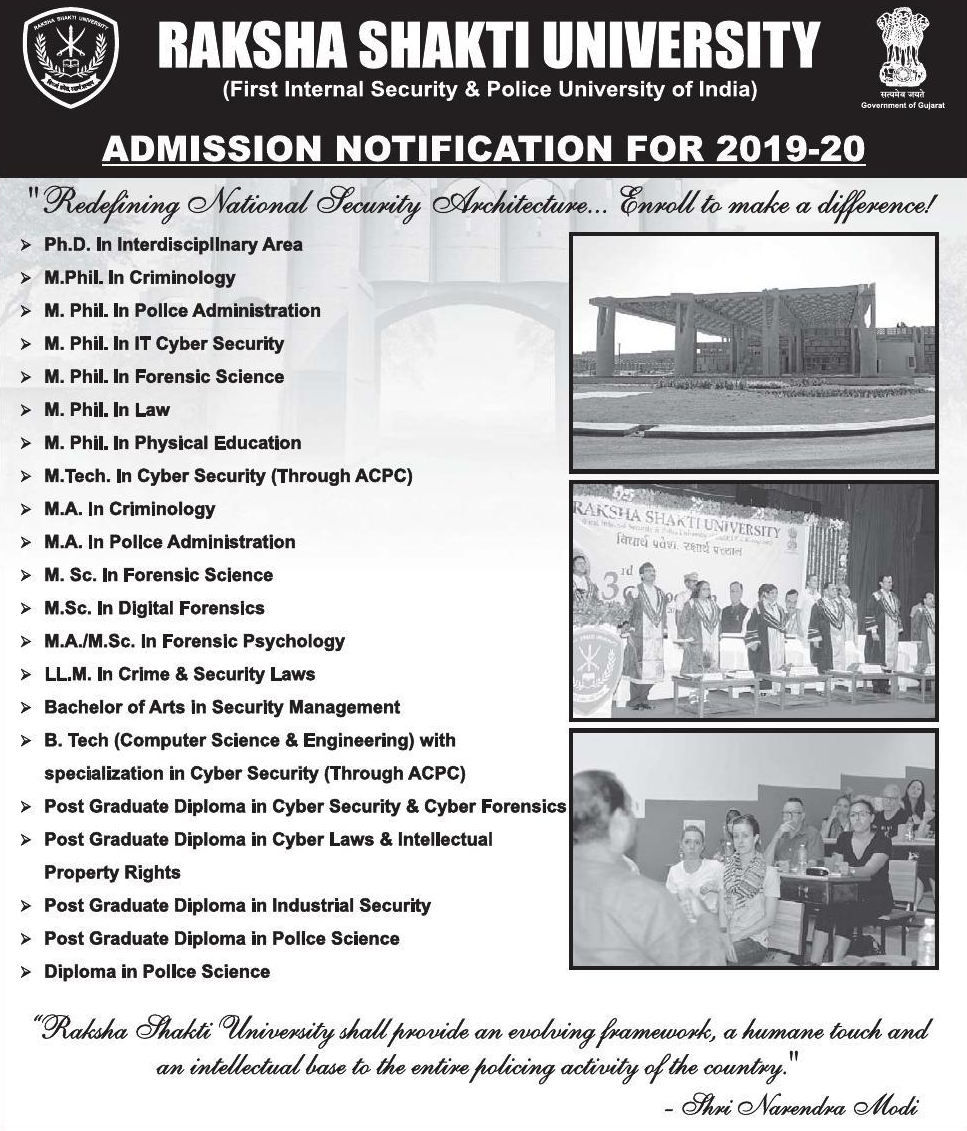 RAKSHA SHAKTI UNIVERSITY
RAKSHA SHAKTI UNIVERSITY
(First Internal Security & Police University of India)
सत्यमेव जयते
Government of Gujarat
ADMISSION NOTIFICATION FOR 2019-20
"Redefining National Security Architecture... Enroll to make a difference!
➢ Ph.D. In Interdisciplinary Area
➢ M.Phil. In Criminology
➢ M. Phil. In Police Administration
➢ M. Phil. In IT Cyber Security
➢ M. Phil. In Forensic Science
➢ M. Phil. In Law
➢ M. Phil. In Physical Education
➢ M.Tech. In Cyber Security (Through ACPC)
➢ M.A. In Criminology
➢ M.A. In Police Administration
➢ M. Sc. In Forensic Science
➢ M.Sc. In Digital Forensics
➢ M.A./M.Sc. In Forensic Psychology
➢ LL.M. In Crime & Security Laws
➢ Bachelor of Arts in Security Management
➢ B. Tech (Computer Science & Engineering) with
specialization in Cyber Security (Through ACPC)
➢ Post Graduate Diploma in Cyber Security & Cyber Forensics
➢ Post Graduate Diploma in Cyber Laws & Intellectual
Property Rights
➢ Post Graduate Diploma in Industrial Security
➢ Post Graduate Diploma in Police Science
➢ Diploma in Police Science
RAKSHA SHAKTI UNIVERSITY
3rd
RAKSHA SHAKTI UNIVERSITY
"Raksha Shakti University shall provide an evolving framework, a humane touch and
an intellectual base to the entire policing activity of the country."
- Shri Narendra Modi